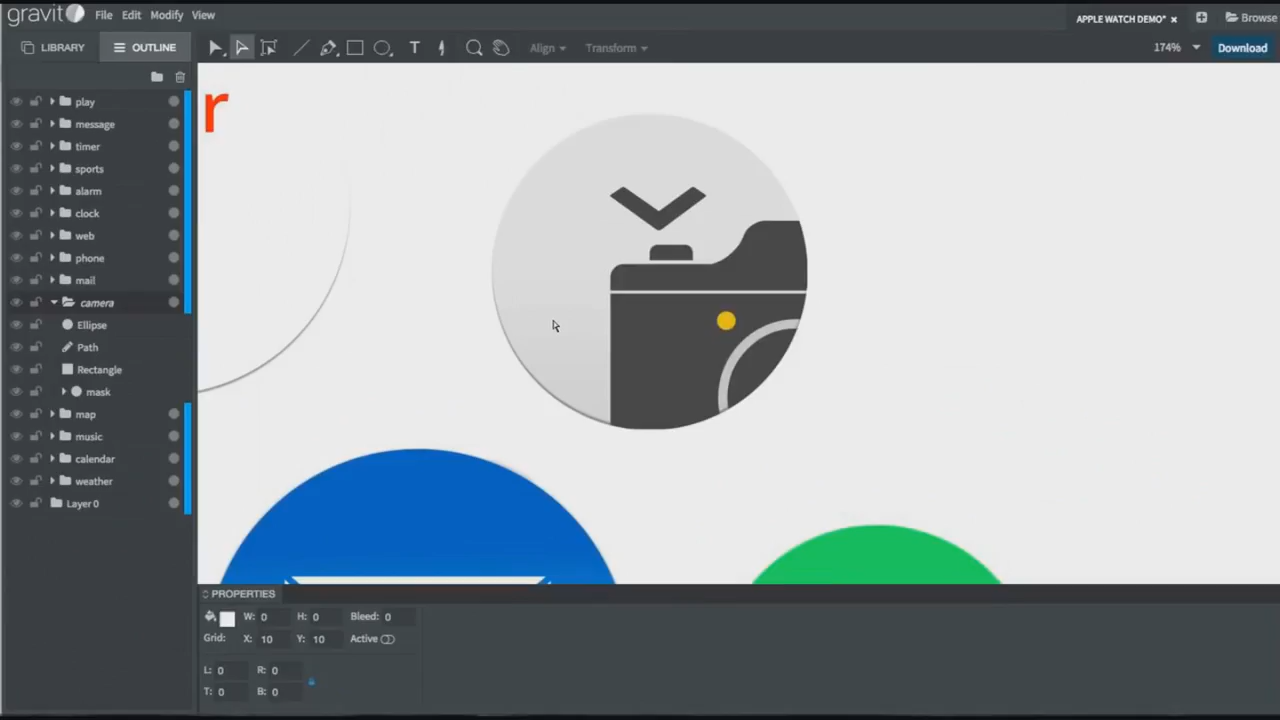 gravit
File Edit Modify View
APPLE WATCH DEMO* ×
Browse
LIBRARY OUTLINE
T
Align Transform
174%
Download
play
message
timer
sports
alarm
clock
web
phone
mail
camera
Ellipse
Path
Rectangle
mask
map
music
calendar
weather
Layer 0
r
PROPERTIES
W: 0 H: 0 Bleed: 0
Grid: X: 10 Y: 10 Active
L: 0 R: 0
T: 0 B: 0